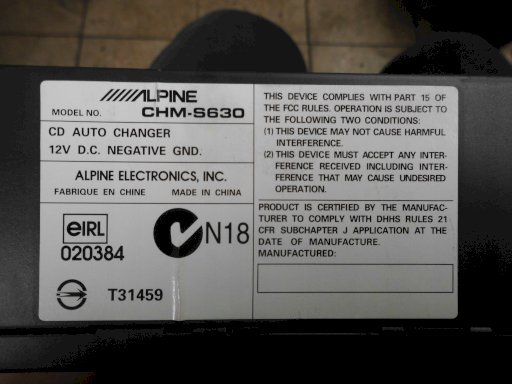 ALPINE
MODEL NO. CHM-S630
CD AUTO CHANGER
12V D.C. NEGATIVE GND.
ALPINE ELECTRONICS, INC.
FABRIQUE EN CHINE MADE IN CHINA
eIRL
020384
N18
T31459
THIS DEVICE COMPLIES WITH PART 15 OF
THE FCC RULES. OPERATION IS SUBJECT TO
THE FOLLOWING TWO CONDITIONS:
(1) THIS DEVICE MAY NOT CAUSE HARMFUL
INTERFERENCE.
(2) THIS DEVICE MUST ACCEPT ANY INTER-
FERENCE RECEIVED INCLUDING INTER-
FERENCE THAT MAY CAUSE UNDESIRED
OPERATION.
PRODUCT IS CERTIFIED BY THE MANUFAC-
TURER TO COMPLY WITH DHHS RULES 21
CFR SUBCHAPTER J APPLICATION AT THE
DATE OF MANUFACTURE.
MANUFACTURED: